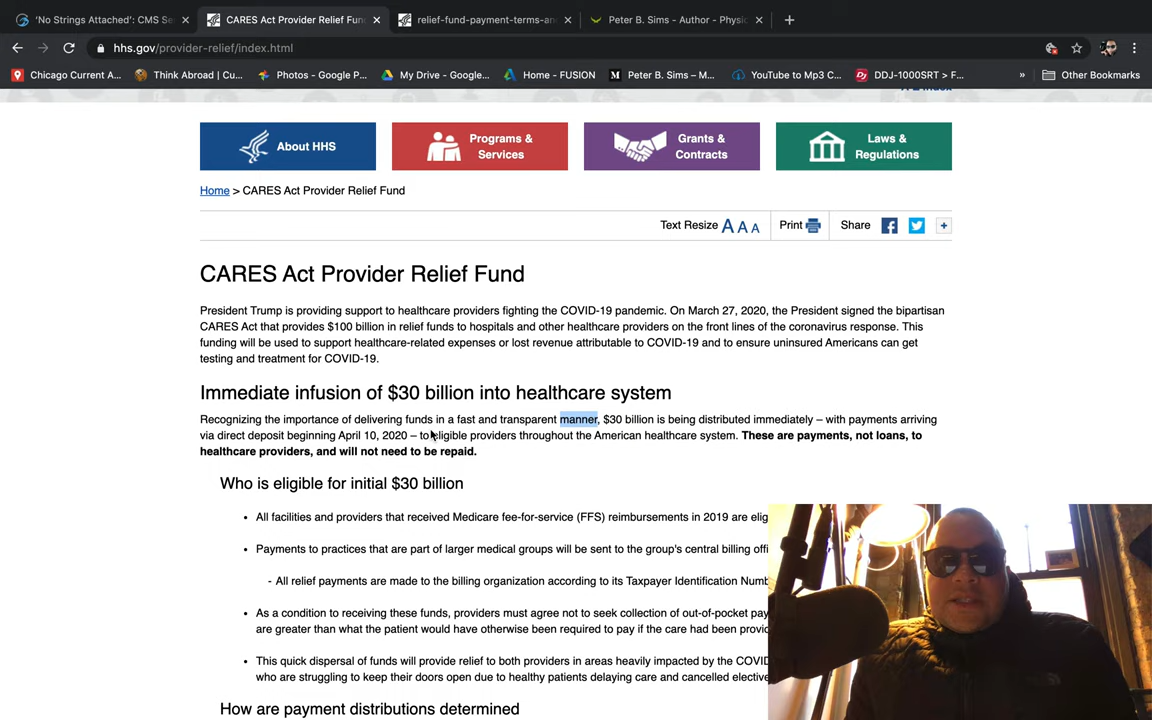 'No Strings Attached': CMS Se
CARES Act Provider Relief Fun
relief-fund-payment-terms-an
Peter B. Sims - Author - Physic
hhs.gov/provider-relief/index.html
Chicago Current A...
Think Abroad | Cu...
Photos - Google P...
My Drive - Google...
Home - FUSION
Peter B. Sims – M...
YouTube to Mp3 C...
DDJ-1000SRT > F...
»
Other Bookmarks
About HHS
Programs &
Services
Grants &
Contracts
Laws &
Regulations
Home > CARES Act Provider Relief Fund
Text Resize A A A
Print
Share
CARES Act Provider Relief Fund
President Trump is providing support to healthcare providers fighting the COVID-19 pandemic. On March 27, 2020, the President signed the bipartisan
CARES Act that provides $100 billion in relief funds to hospitals and other healthcare providers on the front lines of the coronavirus response. This
funding will be used to support healthcare-related expenses or lost revenue attributable to COVID-19 and to ensure uninsured Americans can get
testing and treatment for COVID-19.
Immediate infusion of $30 billion into healthcare system
Recognizing the importance of delivering funds in a fast and transparent manner, $30 billion is being distributed immediately – with payments arriving
via direct deposit beginning April 10, 2020 – to eligible providers throughout the American healthcare system. These are payments, not loans, to
healthcare providers, and will not need to be repaid.
Who is eligible for initial $30 billion
• All facilities and providers that received Medicare fee-for-service (FFS) reimbursements in 2019 are elig
• Payments to practices that are part of larger medical groups will be sent to the group's central billing offi
- All relief payments are made to the billing organization according to its Taxpayer Identification Numb
• As a condition to receiving these funds, providers must agree not to seek collection of out-of-pocket pay
are greater than what the patient would have otherwise been required to pay if the care had been provid
• This quick dispersal of funds will provide relief to both providers in areas heavily impacted by the COVID
who are struggling to keep their doors open due to healthy patients delaying care and cancelled elective
How are payment distributions determined